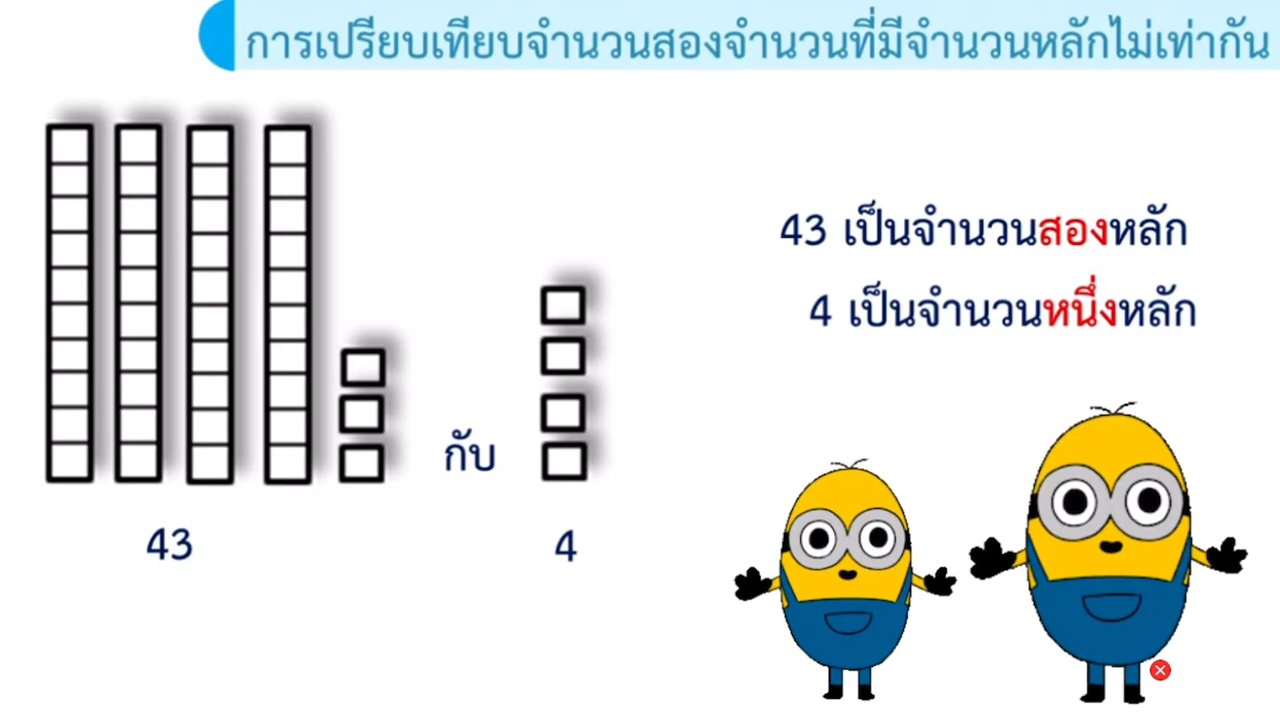 การเปรียบเทียบจำนวนสองจำนวนที่มีจำนวนหลักไม่เท่ากัน
43 เป็นจำนวนสองหลัก
4 เป็นจำนวนหนึ่งหลัก
กับ
43
4